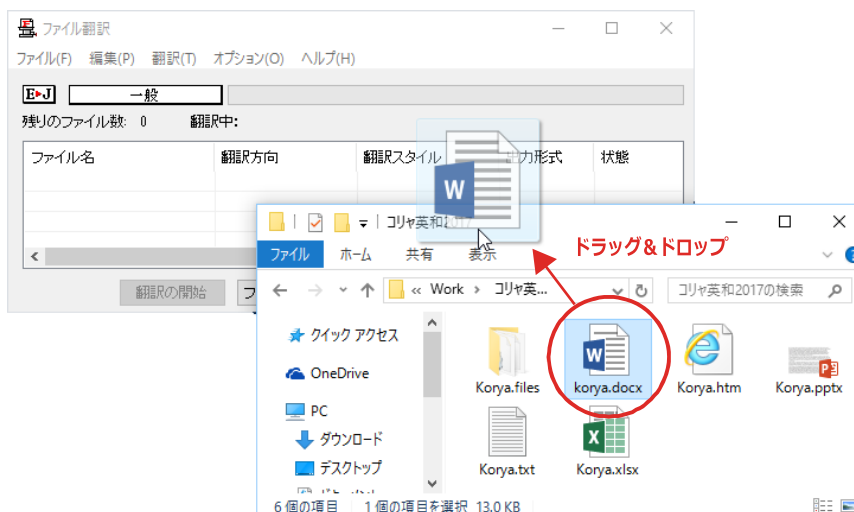 ファイル翻訳
ファイル(F) 編集(P) 翻訳(T) オプション(O) ヘルプ(H)
E▸J 一般
残りのファイル数: 0 翻訳中:
ファイル名 翻訳方向 翻訳スタイル 出力形式 状態
翻訳の開始
コリャ英和2017
ドラッグ&ドロップ
ファイル ホーム 共有 表示
« Work › コリャ英... コリャ英和2017の検索
クイック アクセス
OneDrive
PC
ダウンロード
デスクトップ
Korya.files korya.docx Korya.htm Korya.pptx
Korya.txt Korya.xlsx
6 個の項目 1 個の項目を選択 13.0 KB